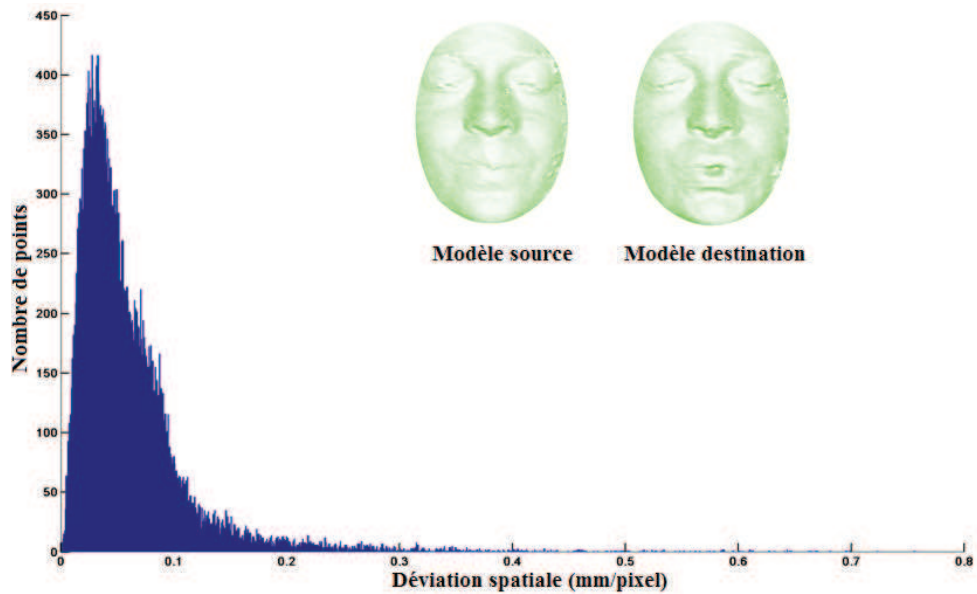 450
400
350
300
250
200
150
100
50
0
Nombre de points
Modèle source
Modèle destination
0 0.1 0.2 0.3 0.4 0.5 0.6 0.7 0.8
Déviation spatiale (mm/pixel)